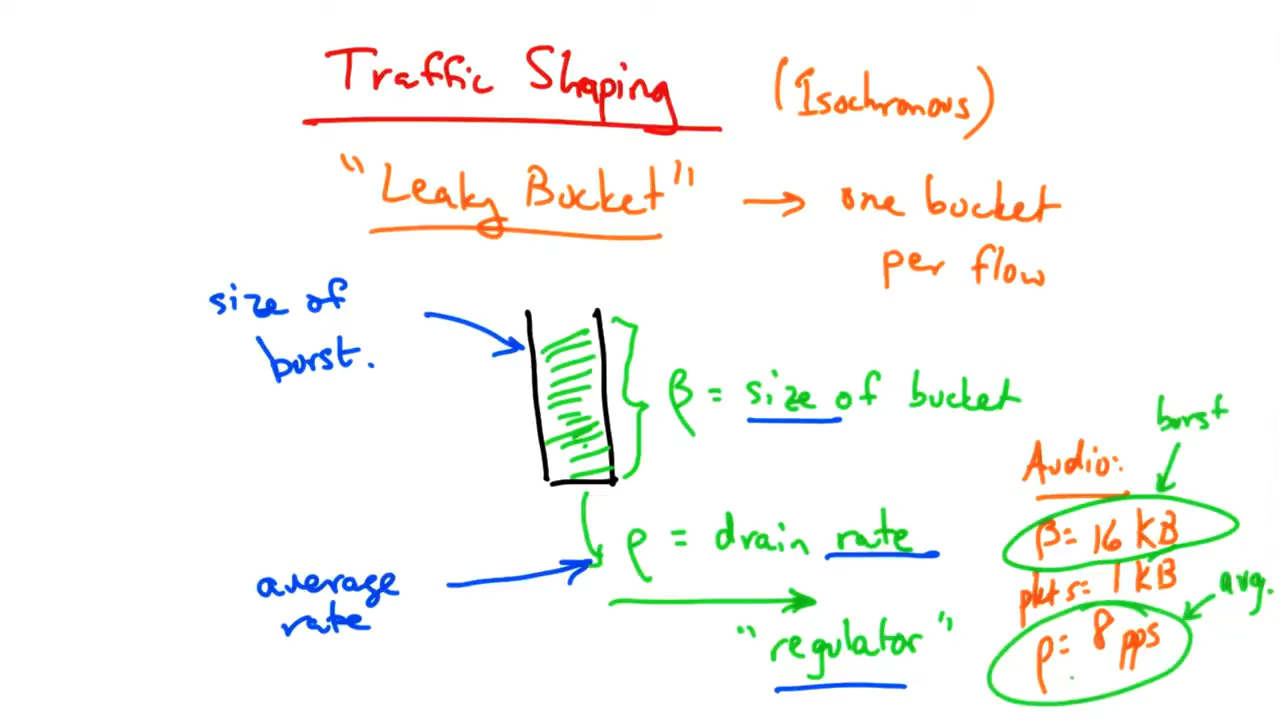 Traffic Shaping (Isochronous)
"Leaky Bucket" → one bucket
per flow
size of
burst.
β = size of bucket
burst
Audio:
β = 16 kB
pkts = 1 kB
avg.
ρ = 8 pps
ρ = drain rate
average
rate
"regulator"